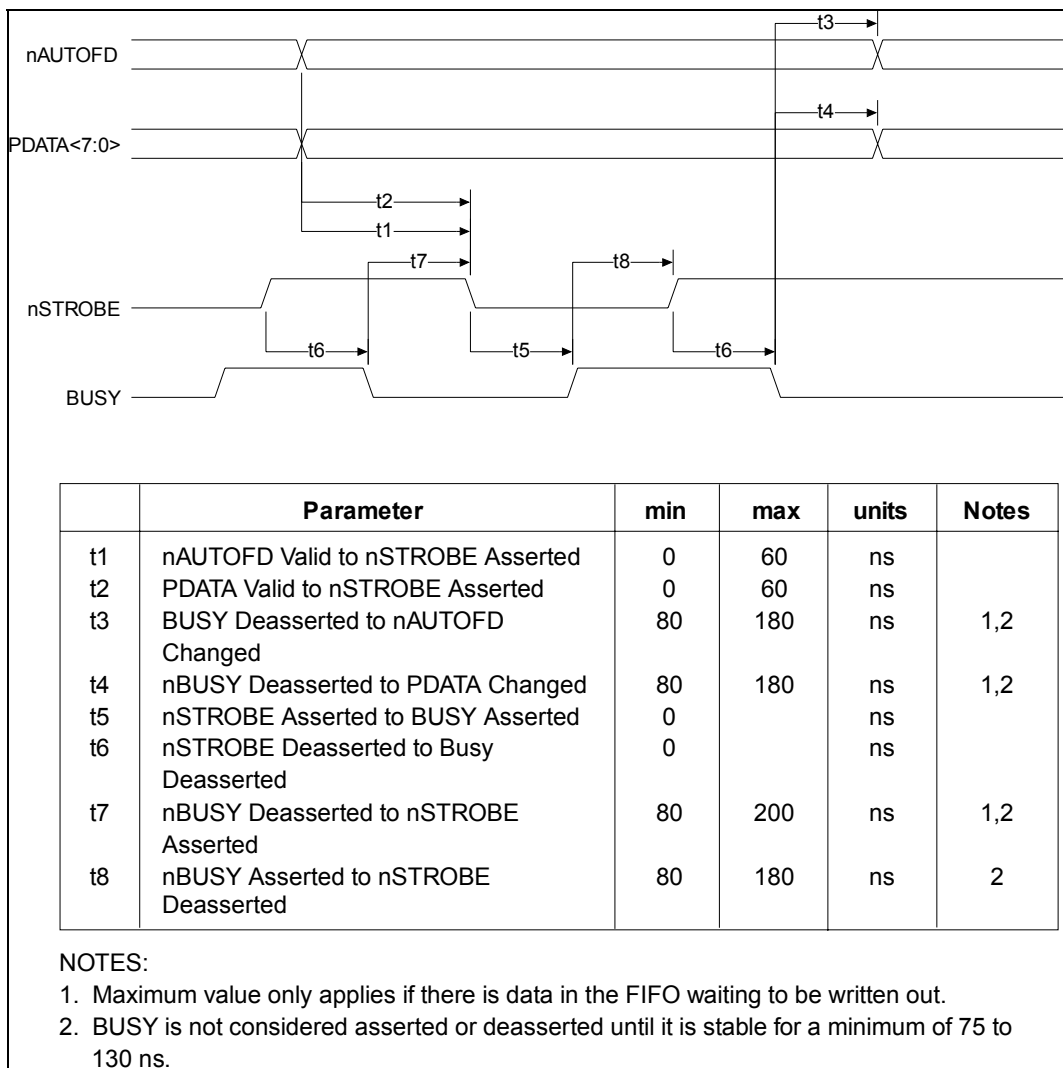 t3
nAUTOFD
t4
PDATA<7:0>
t2
t1
t7
t8
nSTROBE
t6
t5
t6
BUSY
Parameter min max units Notes
t1 nAUTOFD Valid to nSTROBE Asserted 0 60 ns
t2 PDATA Valid to nSTROBE Asserted 0 60 ns
t3 BUSY Deasserted to nAUTOFD 80 180 ns 1,2
Changed
t4 nBUSY Deasserted to PDATA Changed 80 180 ns 1,2
t5 nSTROBE Asserted to BUSY Asserted 0 ns
t6 nSTROBE Deasserted to Busy 0 ns
Deasserted
t7 nBUSY Deasserted to nSTROBE 80 200 ns 1,2
Asserted
t8 nBUSY Asserted to nSTROBE 80 180 ns 2
Deasserted
NOTES:
1. Maximum value only applies if there is data in the FIFO waiting to be written out.
2. BUSY is not considered asserted or deasserted until it is stable for a minimum of 75 to
130 ns.